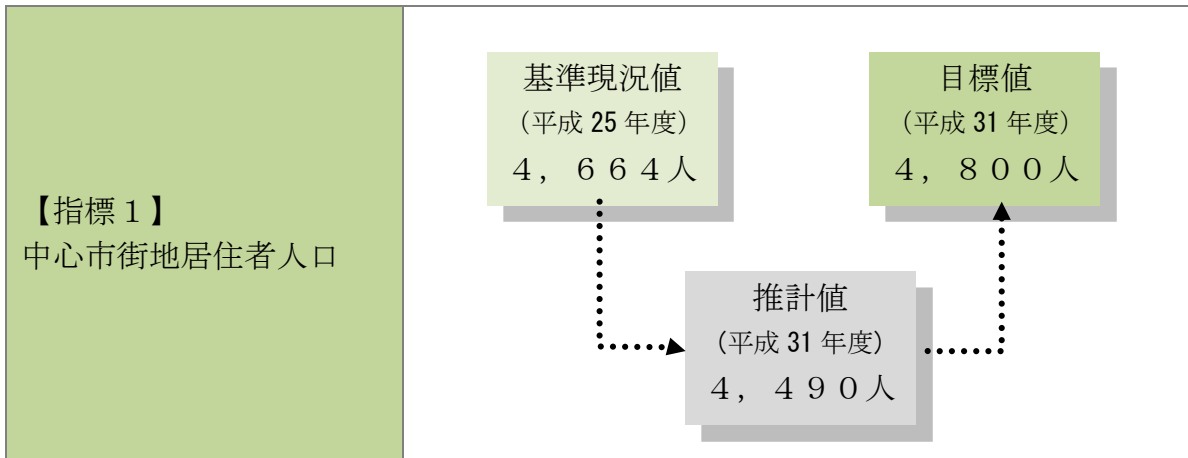 【指標１】
中心市街地居住者人口
基準現況値
（平成 25 年度）
４，６６４人
目標値
（平成 31 年度）
４，８００人
推計値
（平成 31 年度）
４，４９０人